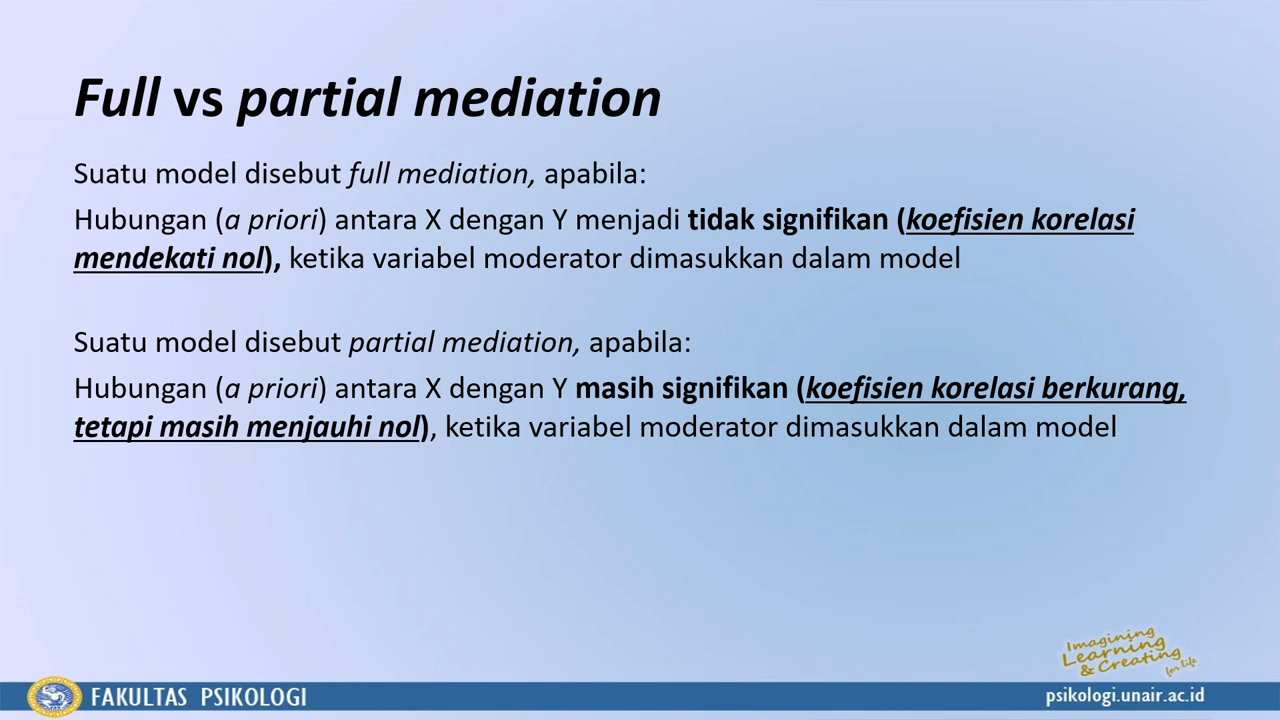 Full vs partial mediation
Suatu model disebut full mediation, apabila:
Hubungan (a priori) antara X dengan Y menjadi tidak signifikan (koefisien korelasi
mendekati nol), ketika variabel moderator dimasukkan dalam model
Suatu model disebut partial mediation, apabila:
Hubungan (a priori) antara X dengan Y masih signifikan (koefisien korelasi berkurang,
tetapi masih menjauhi nol), ketika variabel moderator dimasukkan dalam model
Imagining
Learning
& Creating
for life
FAKULTAS PSIKOLOGI
psikologi.unair.ac.id